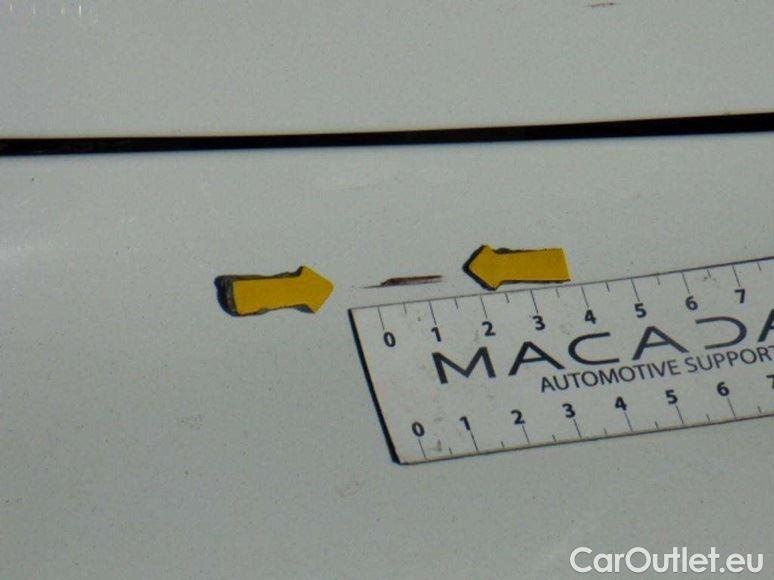 0 1 2 3 4 5 6 7
MACADA
AUTOMOTIVE SUPPORT
0 1 2 3 4 5 6 7
CarOutlet.eu